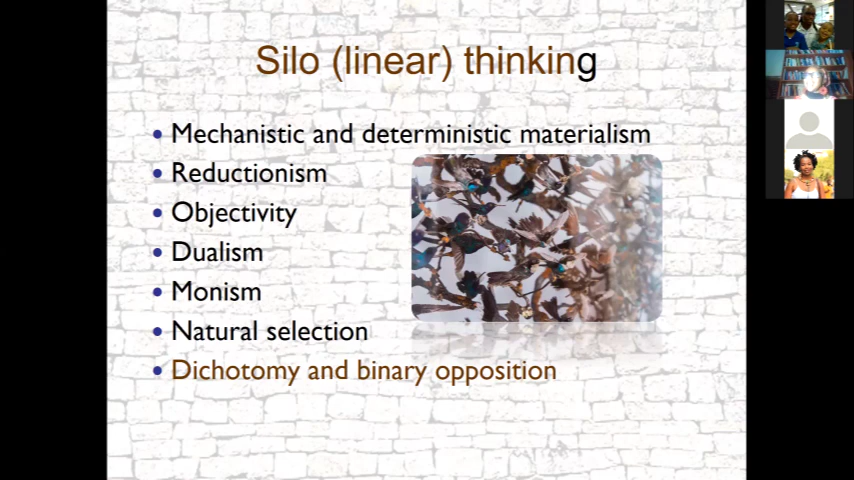 Silo (linear) thinking
Mechanistic and deterministic materialism
Reductionism
Objectivity
Dualism
Monism
Natural selection
Dichotomy and binary opposition